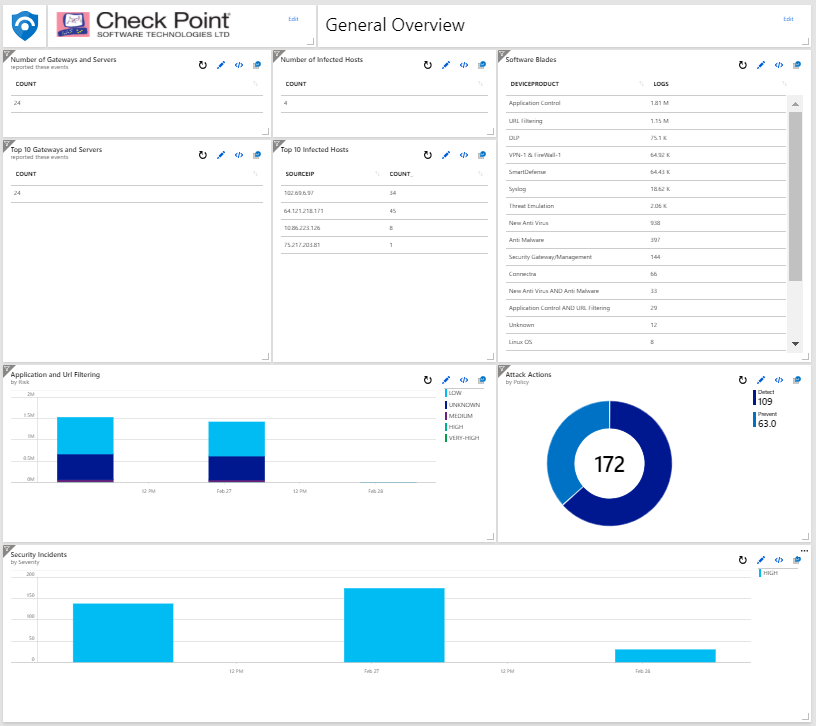 Check Point
SOFTWARE TECHNOLOGIES LTD
Edit
General Overview
Edit
Number of Gateways and Servers
reported these events
COUNT
24
Number of Infected Hosts
COUNT
4
Software Blades
DEVICEPRODUCT LOGS
Application Control 1.81 M
URL Filtering 1.15 M
DLP 75.1 K
VPN-1 & FireWall-1 64.92 K
SmartDefense 64.43 K
Syslog 18.62 K
Threat Emulation 2.06 K
New Anti Virus 938
Anti Malware 397
Security Gateway/Management 144
Connectra 66
New Anti Virus AND Anti Malware 33
Application Control AND URL Filtering 29
Unknown 12
Linux OS 8
Top 10 Gateways and Servers
reported these events
COUNT
24
Top 10 Infected Hosts
SOURCEIP COUNT_
102.69.6.97 34
64.121.218.171 45
10.86.223.126 8
75.217.203.81 1
Application and Url Filtering
by Risk
2M
1.5M
1M
0.5M
0M
12 PM Feb 27 12 PM Feb 28
LOW
UNKNOWN
MEDIUM
HIGH
VERY-HIGH
Attack Actions
by Policy
172
Detect
109
Prevent
63.0
Security Incidents
by Severity
200
150
100
50
0
12 PM Feb 27 12 PM Feb 28
HIGH